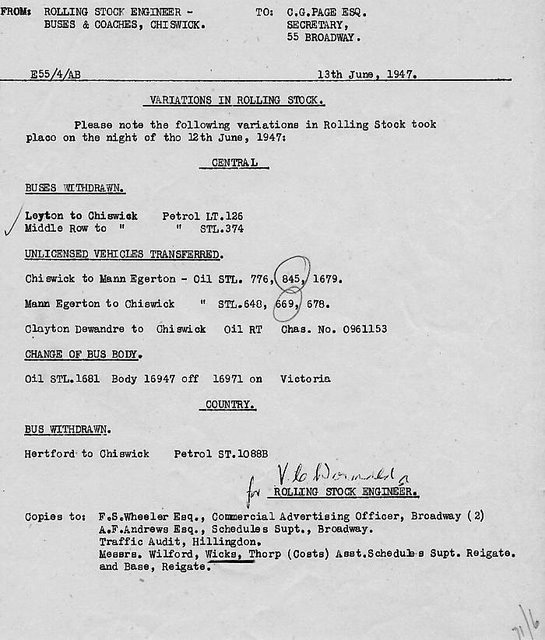 FROM: ROLLING STOCK ENGINEER - TO: C.G.PAGE ESQ.
BUSES & COACHES, CHISWICK. SECRETARY,
55 BROADWAY.
E55/4/AB 13th June, 1947.
VARIATIONS IN ROLLING STOCK.
Please note the following variations in Rolling Stock took
place on the night of the 12th June, 1947:
CENTRAL
BUSES WITHDRAWN.
Leyton to Chiswick Petrol LT.126
Middle Row to " " STL.374
UNLICENSED VEHICLES TRANSFERRED.
Chiswick to Mann Egerton - Oil STL. 776, 845, 1679.
Mann Egerton to Chiswick " STL.648, 669, 678.
Clayton Dewandre to Chiswick Oil RT Chas. No. 0961153
CHANGE OF BUS BODY.
Oil STL.1681 Body 16947 off 16971 on Victoria
COUNTRY.
BUS WITHDRAWN.
Hertford to Chiswick Petrol ST.1088B
for ROLLING STOCK ENGINEER.
Copies to: F.S.Wheeler Esq., Commercial Advertising Officer, Broadway (2)
A.F.Andrews Esq., Schedules Supt., Broadway.
Traffic Audit, Hillingdon.
Messrs. Wilford, Wicks, Thorp (Costs) Asst.Schedules Supt. Reigate.
and Base, Reigate.